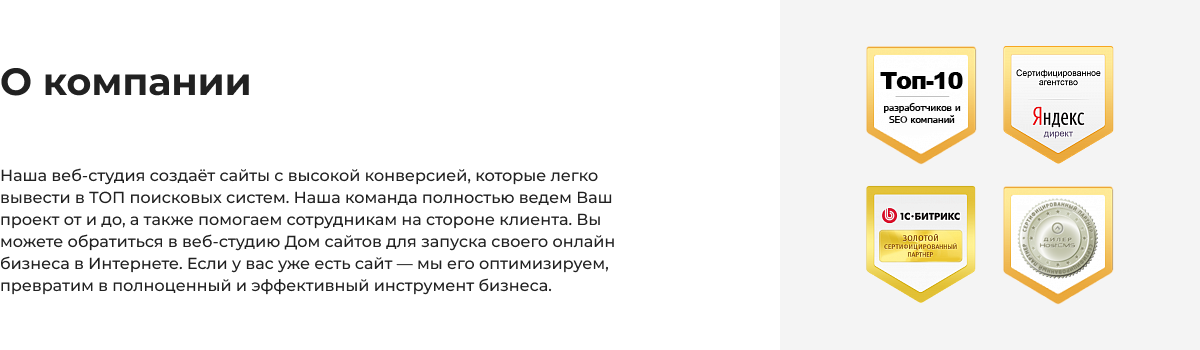 О компании
Наша веб-студия создаёт сайты с высокой конверсией, которые легко
вывести в ТОП поисковых систем. Наша команда полностью ведем Ваш
проект от и до, а также помогаем сотрудникам на стороне клиента. Вы
можете обратиться в веб-студию Дом сайтов для запуска своего онлайн
бизнеса в Интернете. Если у вас уже есть сайт — мы его оптимизируем,
превратим в полноценный и эффективный инструмент бизнеса.
Топ-10
разработчиков и
SEO компаний
Сертифицированное
агентство
Яндекс
директ
1С-БИТРИКС
ЗОЛОТОЙ
СЕРТИФИЦИРОВАННЫЙ
ПАРТНЕР
СЕРТИФИЦИРОВАННЫЙ
ДИЛЕР
HostCMS